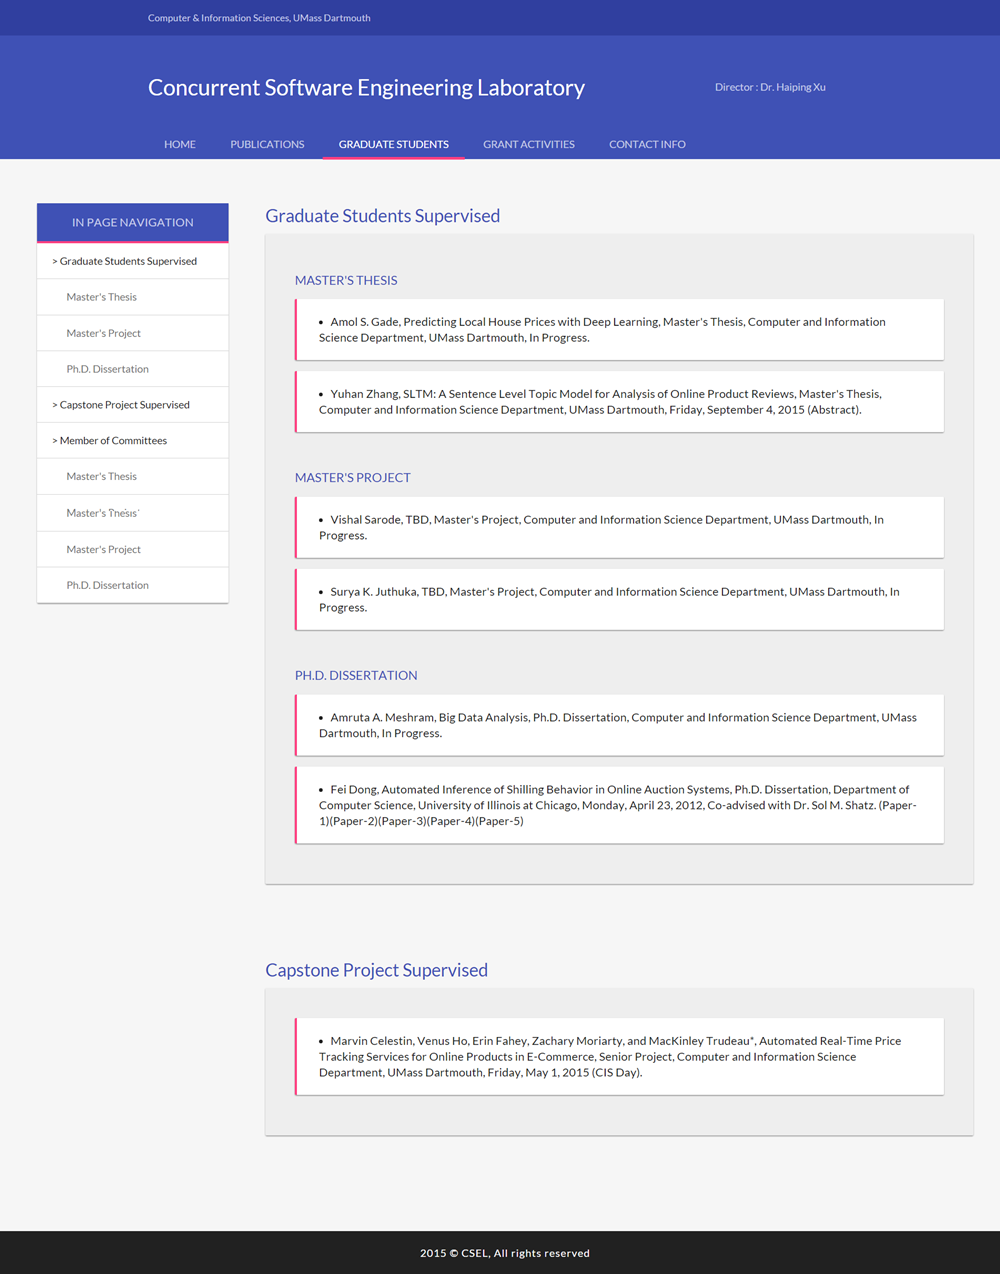 Computer & Information Sciences, UMass Dartmouth
Concurrent Software Engineering Laboratory
Director : Dr. Haiping Xu
HOME PUBLICATIONS GRADUATE STUDENTS GRANT ACTIVITIES CONTACT INFO
IN PAGE NAVIGATION
> Graduate Students Supervised
Master's Thesis
Master's Project
Ph.D. Dissertation
> Capstone Project Supervised
> Member of Committees
Master's Thesis
Master's
Master's Project
Ph.D. Dissertation
Graduate Students Supervised
MASTER'S THESIS
• Amol S. Gade, Predicting Local House Prices with Deep Learning, Master's Thesis, Computer and Information
Science Department, UMass Dartmouth, In Progress.
• Yuhan Zhang, SLTM: A Sentence Level Topic Model for Analysis of Online Product Reviews, Master's Thesis,
Computer and Information Science Department, UMass Dartmouth, Friday, September 4, 2015 (Abstract).
MASTER'S PROJECT
• Vishal Sarode, TBD, Master's Project, Computer and Information Science Department, UMass Dartmouth, In
Progress.
• Surya K. Juthuka, TBD, Master's Project, Computer and Information Science Department, UMass Dartmouth, In
Progress.
PH.D. DISSERTATION
• Amruta A. Meshram, Big Data Analysis, Ph.D. Dissertation, Computer and Information Science Department, UMass
Dartmouth, In Progress.
• Fei Dong, Automated Inference of Shilling Behavior in Online Auction Systems, Ph.D. Dissertation, Department of
Computer Science, University of Illinois at Chicago, Monday, April 23, 2012, Co-advised with Dr. Sol M. Shatz. (Paper-
1)(Paper-2)(Paper-3)(Paper-4)(Paper-5)
Capstone Project Supervised
• Marvin Celestin, Venus Ho, Erin Fahey, Zachary Moriarty, and MacKinley Trudeau*, Automated Real-Time Price
Tracking Services for Online Products in E-Commerce, Senior Project, Computer and Information Science
Department, UMass Dartmouth, Friday, May 1, 2015 (CIS Day).
2015 © CSEL, All rights reserved